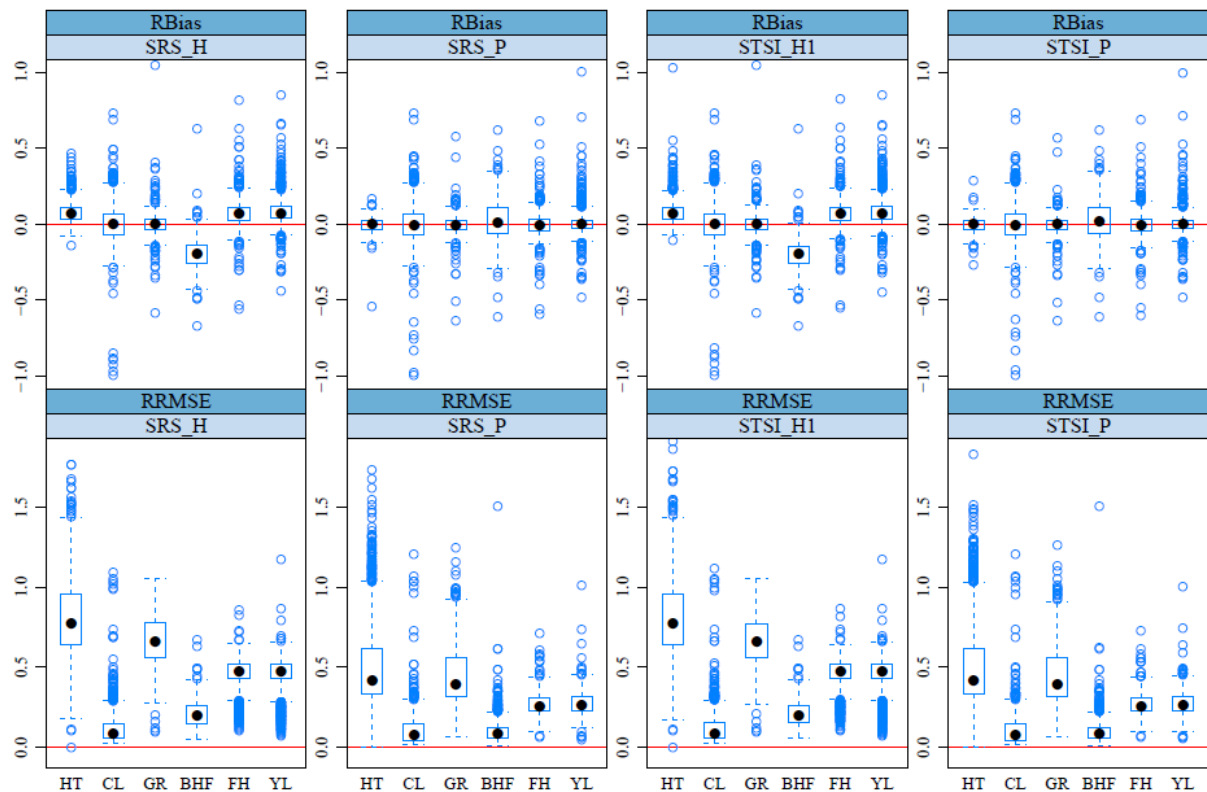 RBias RBias RBias RBias
SRS_H SRS_P STSI_H1 STSI_P
1.0 1.0 1.0 1.0
0.5 0.5 0.5 0.5
0.0 0.0 0.0 0.0
−0.5 −0.5 −0.5 −0.5
−1.0 −1.0 −1.0 −1.0
RRMSE RRMSE RRMSE RRMSE
SRS_H SRS_P STSI_H1 STSI_P
1.5 1.5 1.5 1.5
1.0 1.0 1.0 1.0
0.5 0.5 0.5 0.5
0.0 0.0 0.0 0.0
HT CL GR BHF FH YL HT CL GR BHF FH YL HT CL GR BHF FH YL HT CL GR BHF FH YL